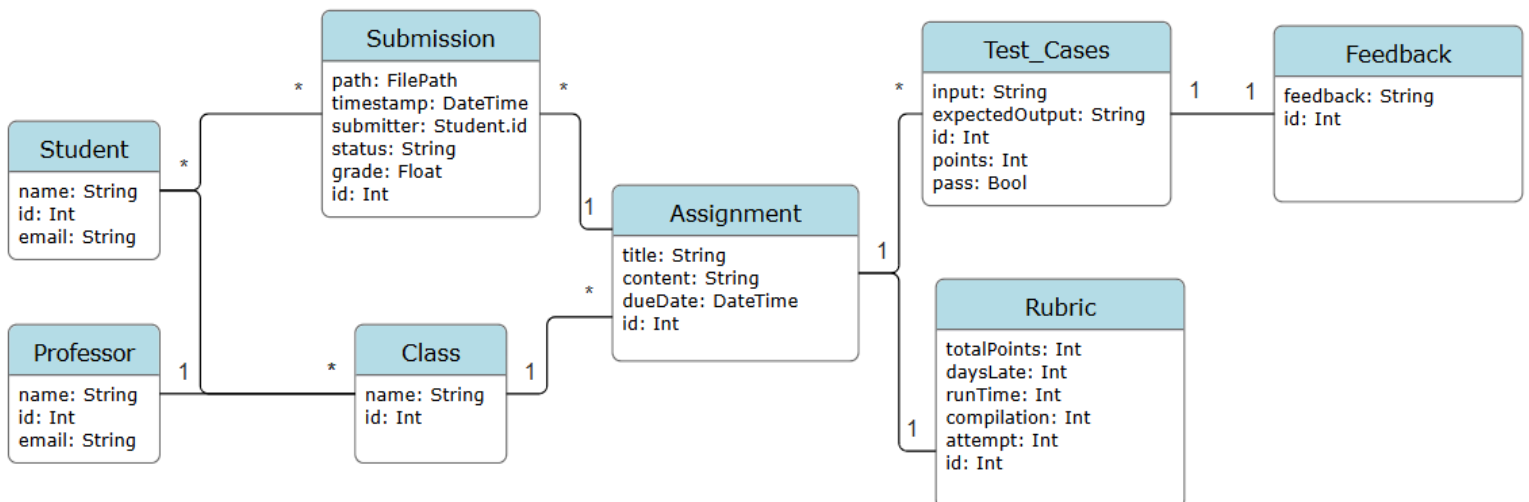 Submission
path: FilePath
timestamp: DateTime
submitter: Student.id
status: String
grade: Float
id: Int
*
*
Test_Cases
input: String
expectedOutput: String
id: Int
points: Int
pass: Bool
*
1
1
Feedback
feedback: String
id: Int
Student
name: String
id: Int
email: String
*
Assignment
title: String
content: String
dueDate: DateTime
id: Int
1
*
1
Professor
name: String
id: Int
email: String
1
*
Class
name: String
id: Int
1
Rubric
totalPoints: Int
daysLate: Int
runTime: Int
compilation: Int
attempt: Int
id: Int
1